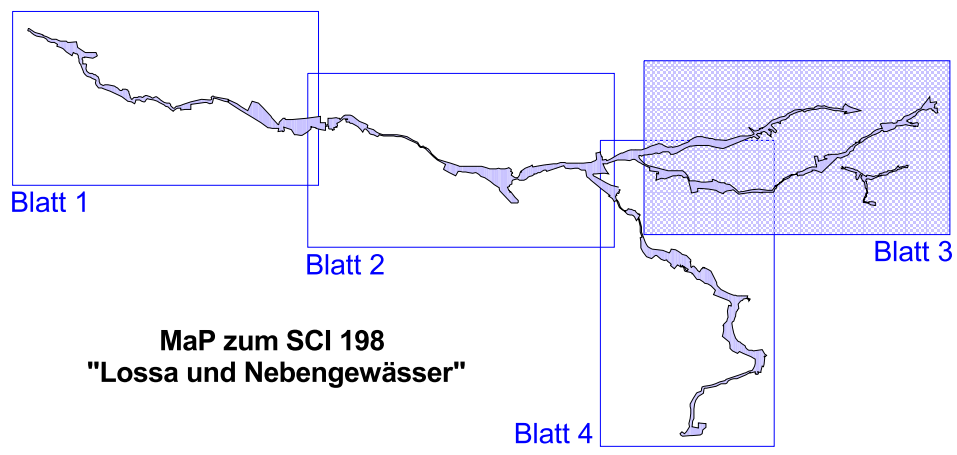 Blatt 1
Blatt 2
Blatt 3
MaP zum SCI 198
"Lossa und Nebengewässer"
Blatt 4